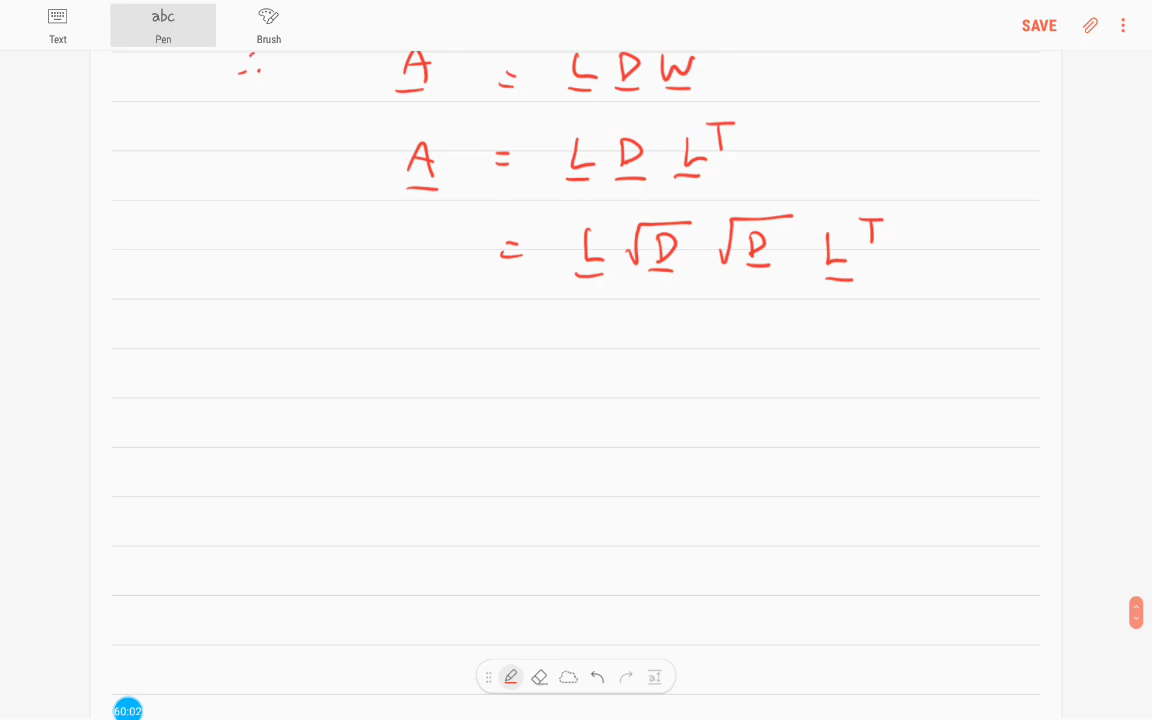 Text abc Pen Brush SAVE
∴ A = L D W
A = L D L^T
= L √D √D L^T
60:02